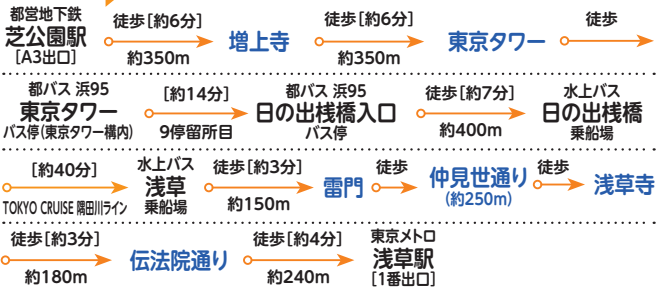 都営地下鉄
芝公園駅
[A3出口]
徒歩[約6分]
約350m
増上寺
徒歩[約6分]
約350m
東京タワー
徒歩
都バス 浜95
東京タワー
バス停(東京タワー構内)
[約14分]
9停留所目
都バス 浜95
日の出桟橋入口
バス停
徒歩[約7分]
約400m
水上バス
日の出桟橋
乗船場
[約40分]
TOKYO CRUISE 隅田川ライン
水上バス
浅草
乗船場
徒歩[約3分]
約150m
雷門
徒歩
仲見世通り
(約250m)
徒歩
浅草寺
徒歩[約3分]
約180m
伝法院通り
徒歩[約4分]
約240m
東京メトロ
浅草駅
[1番出口]